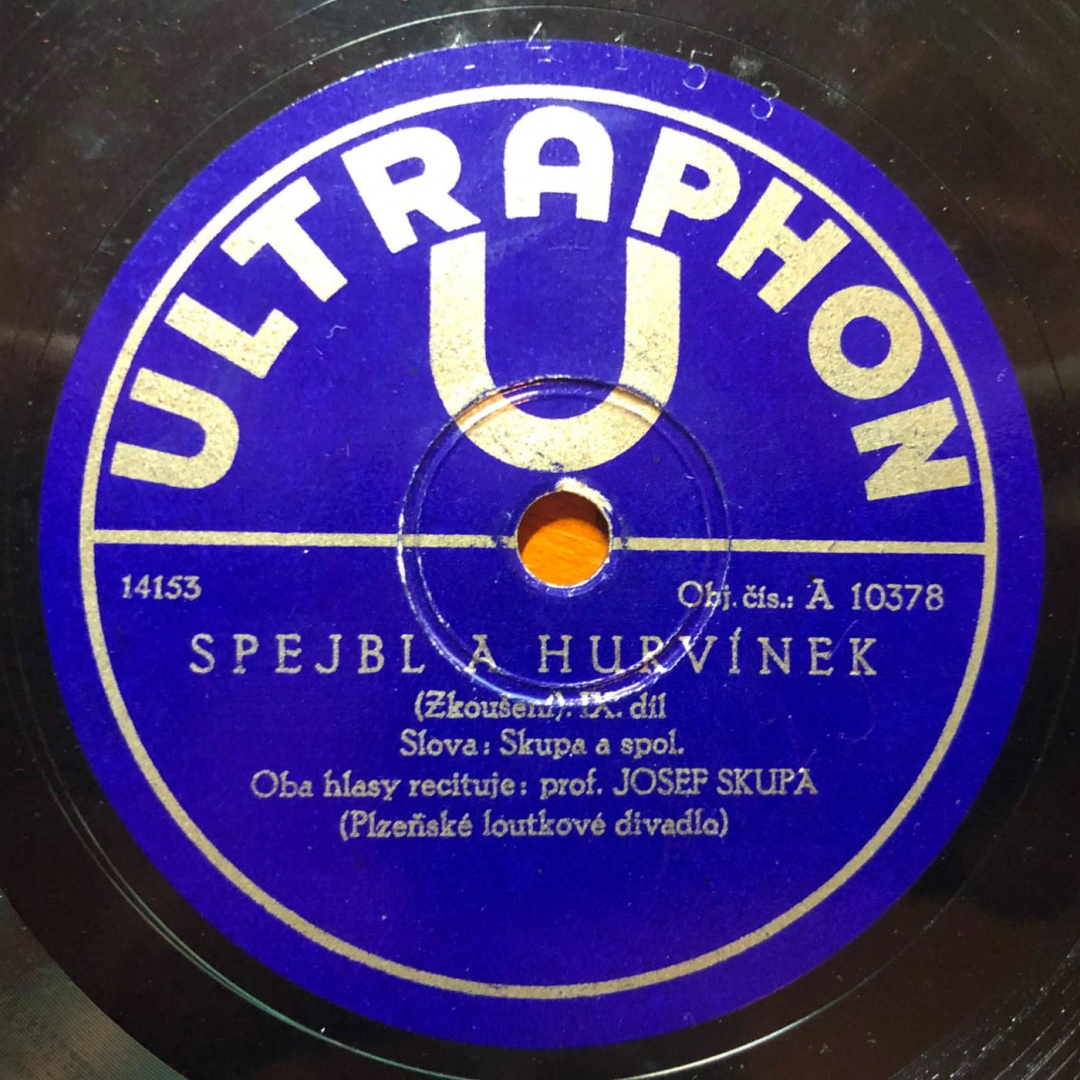 14153
ULTRAPHON
U
14153
Obj. čís.: A 10378
SPEJBL A HURVÍNEK
(Zkoušení). IX. díl
Slova: Skupa a spol.
Oba hlasy recituje: prof. JOSEF SKUPA
(Plzeňské loutkové divadlo)